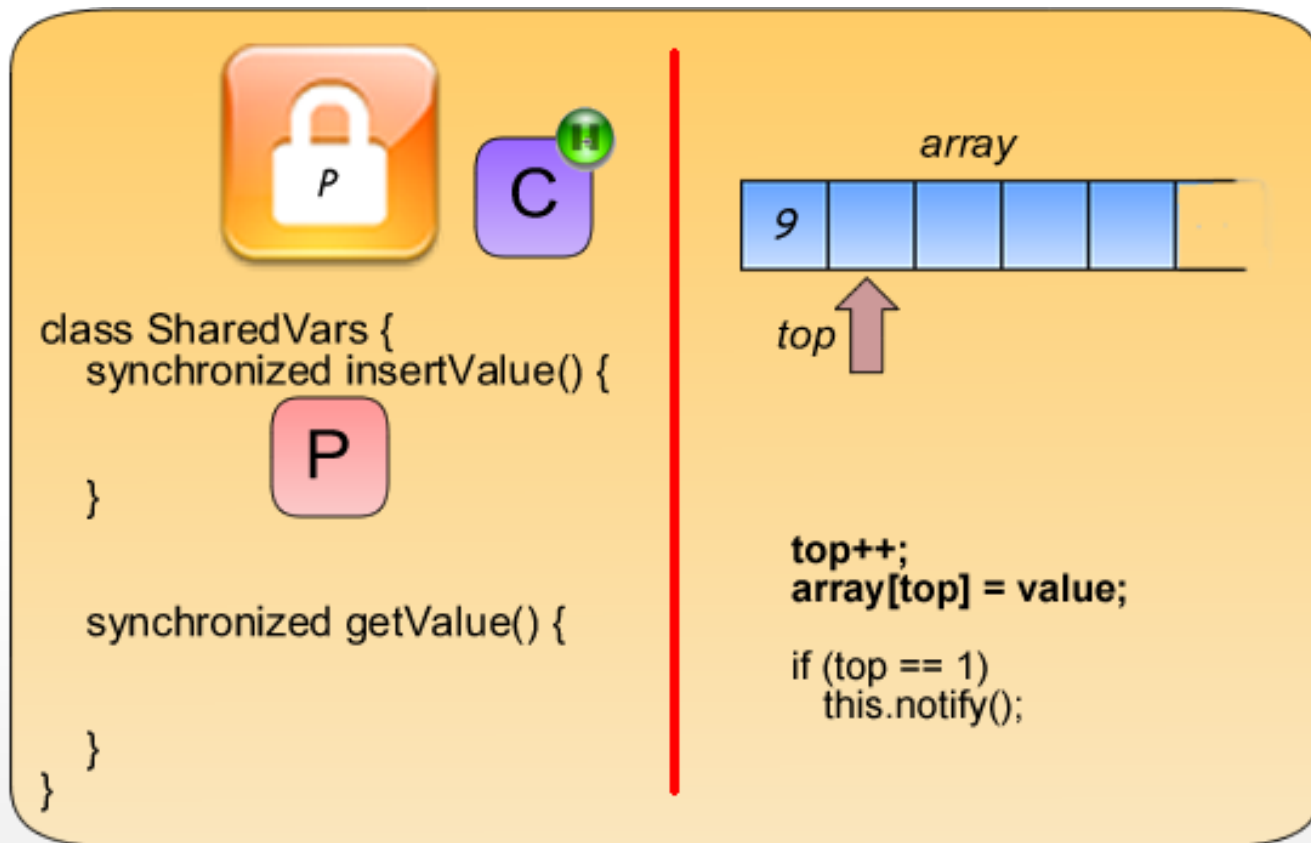 P
C
class SharedVars {
synchronized insertValue() {
P
}
synchronized getValue() {
}
}
array
9
top
top++;
array[top] = value;
if (top == 1)
this.notify();